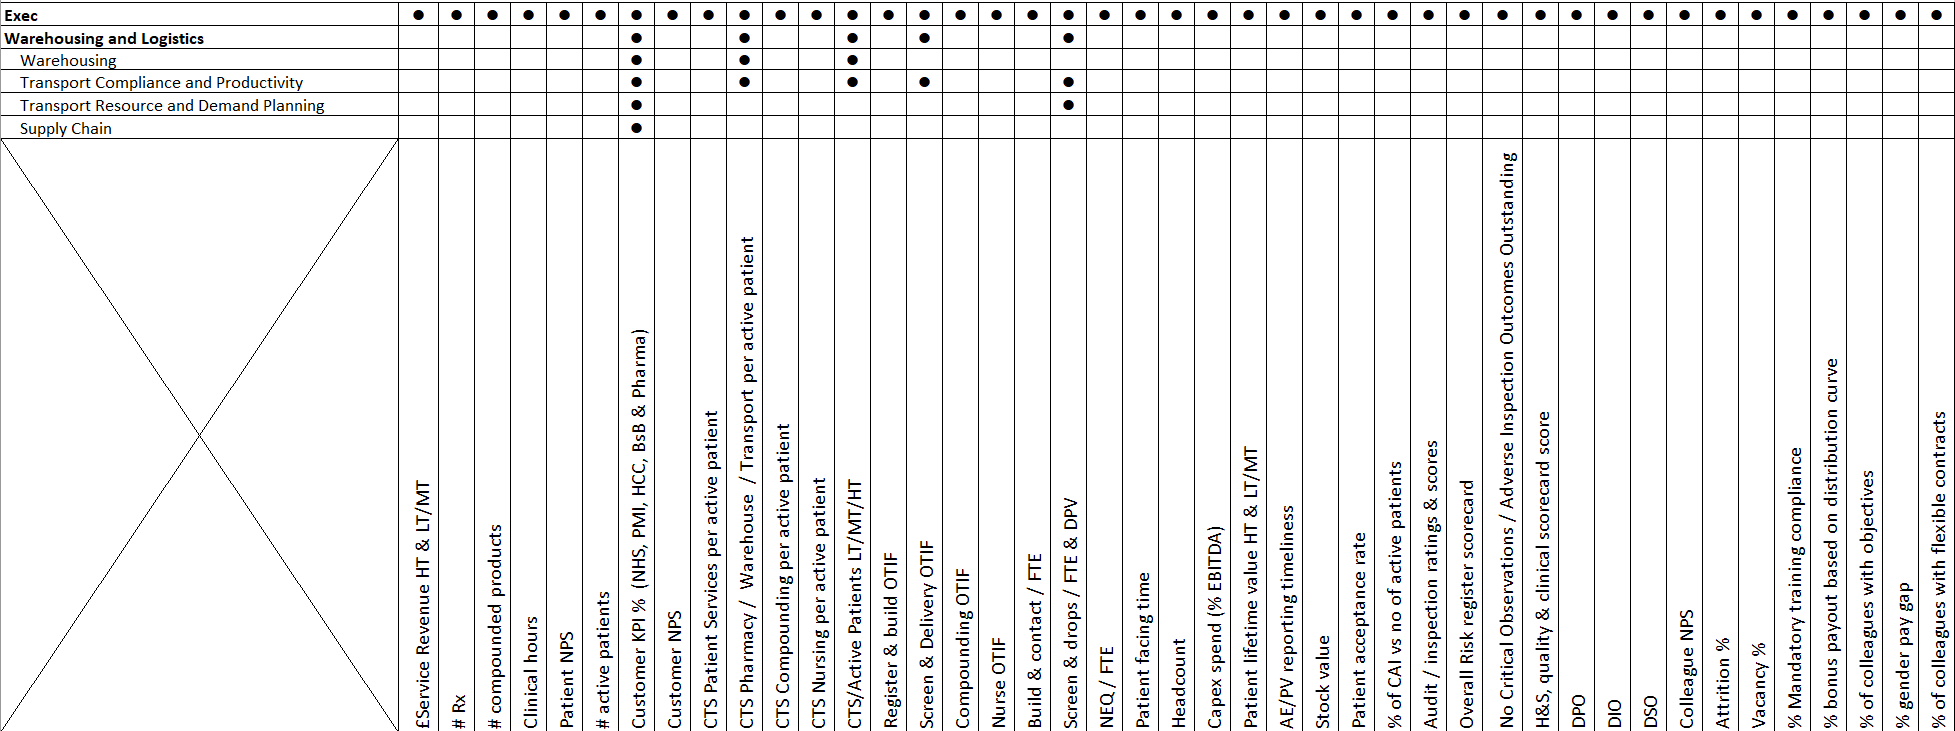 Exec
Warehousing and Logistics
Warehousing
Transport Compliance and Productivity
Transport Resource and Demand Planning
Supply Chain
£Service Revenue HT & LT/MT
# Rx
# compounded products
Clinical hours
Patient NPS
# active patients
Customer KPI % (NHS, PMI, HCC, BsB & Pharma)
Customer NPS
CTS Patient Services per active patient
CTS Pharmacy / Warehouse / Transport per active patient
CTS Compounding per active patient
CTS Nursing per active patient
CTS/Active Patients LT/MT/HT
Register & build OTIF
Screen & Delivery OTIF
Compounding OTIF
Nurse OTIF
Build & contact / FTE
Screen & drops / FTE & DPV
NEQ / FTE
Patient facing time
Headcount
Capex spend (% EBITDA)
Patient lifetime value HT & LT/MT
AE/PV reporting timeliness
Stock value
Patient acceptance rate
% of CAI vs no of active patients
Audit / inspection ratings & scores
Overall Risk register scorecard
No Critical Observations / Adverse Inspection Outcomes Outstanding
H&S, quality & clinical scorecard score
DPO
DIO
DSO
Colleague NPS
Attrition %
Vacancy %
% Mandatory training compliance
% bonus payout based on distribution curve
% of colleagues with objectives
% gender pay gap
% of colleagues with flexible contracts